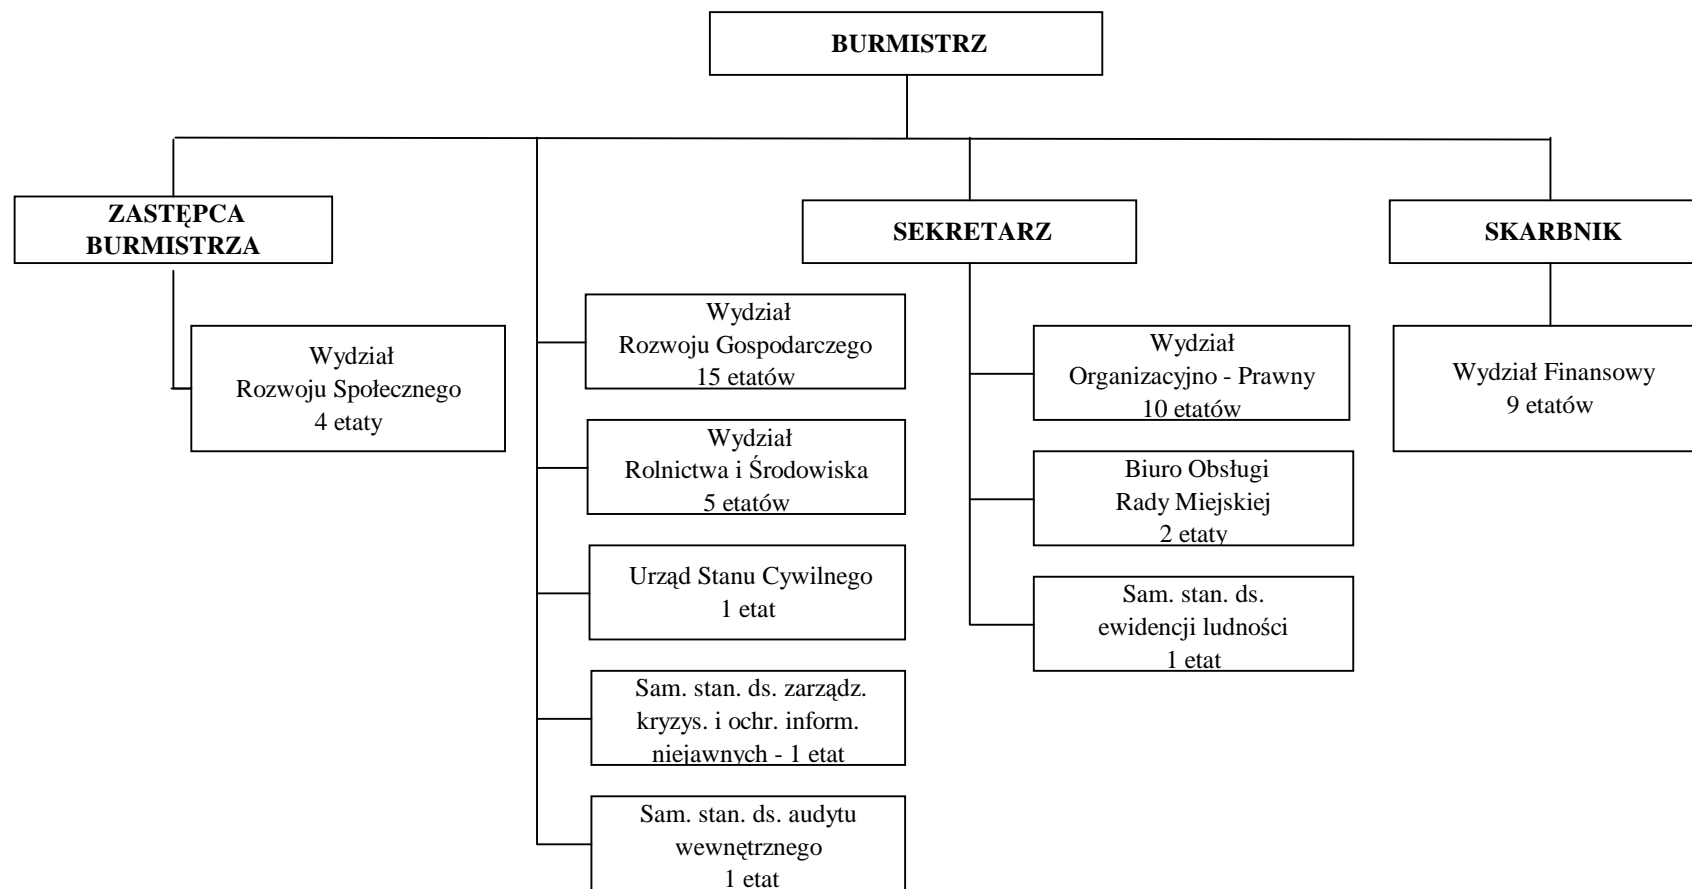 BURMISTRZ
ZASTĘPCA
BURMISTRZA
SEKRETARZ
SKARBNIK
Wydział
Rozwoju Społecznego
4 etaty
Wydział
Rozwoju Gospodarczego
15 etatów
Wydział
Rolnictwa i Środowiska
5 etatów
Urząd Stanu Cywilnego
1 etat
Sam. stan. ds. zarządz.
kryzys. i ochr. inform.
niejawnych - 1 etat
Sam. stan. ds. audytu
wewnętrznego
1 etat
Wydział
Organizacyjno - Prawny
10 etatów
Biuro Obsługi
Rady Miejskiej
2 etaty
Sam. stan. ds.
ewidencji ludności
1 etat
Wydział Finansowy
9 etatów